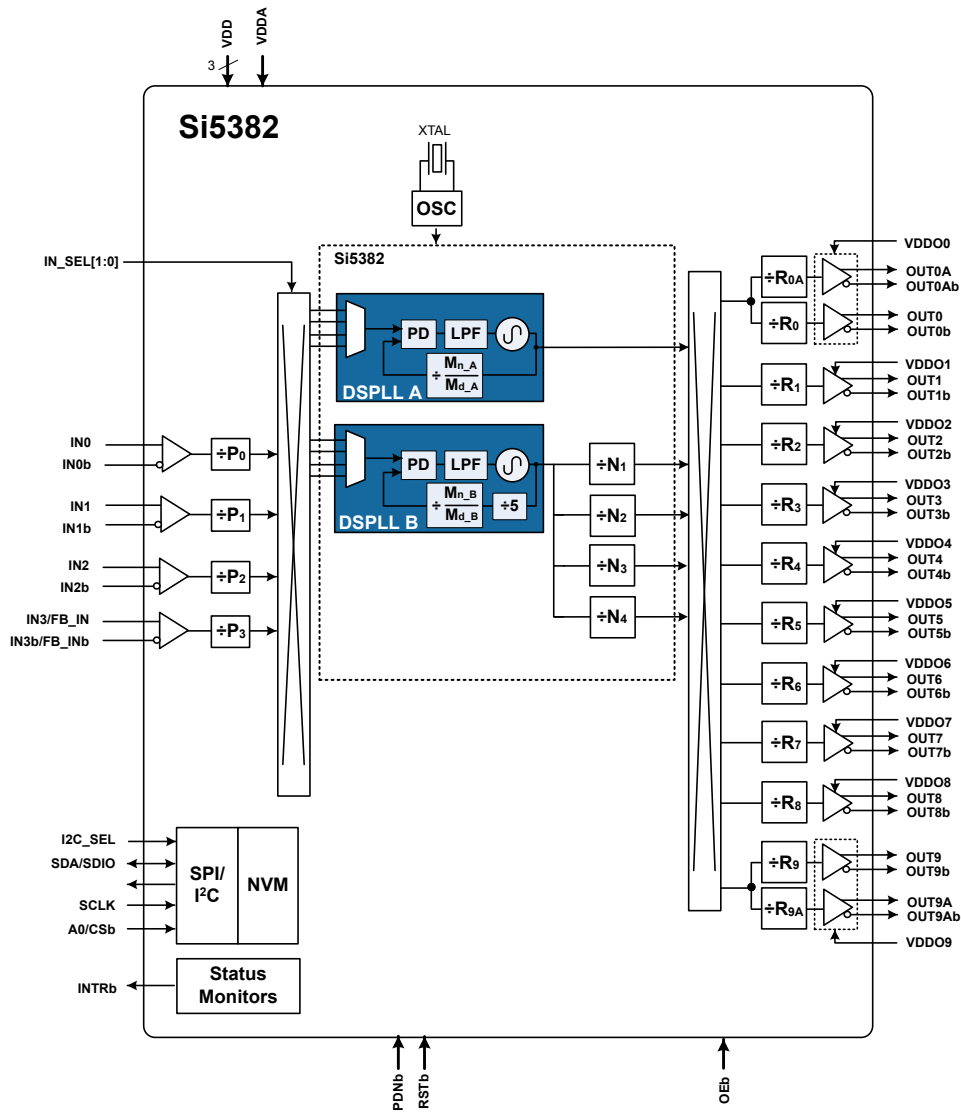 VDD
VDDA
3
Si5382
XTAL
OSC
IN_SEL[1:0]
Si5382
PD
LPF
÷ Mn_A
Md_A
DSPLL A
PD
LPF
÷ Mn_B
Md_B
÷5
DSPLL B
IN0
IN0b
÷P0
IN1
IN1b
÷P1
IN2
IN2b
÷P2
IN3/FB_IN
IN3b/FB_INb
÷P3
÷N1
÷N2
÷N3
÷N4
÷R0A
÷R0
VDDO0
OUT0A
OUT0Ab
OUT0
OUT0b
÷R1
VDDO1
OUT1
OUT1b
÷R2
VDDO2
OUT2
OUT2b
÷R3
VDDO3
OUT3
OUT3b
÷R4
VDDO4
OUT4
OUT4b
÷R5
VDDO5
OUT5
OUT5b
÷R6
VDDO6
OUT6
OUT6b
÷R7
VDDO7
OUT7
OUT7b
÷R8
VDDO8
OUT8
OUT8b
÷R9
OUT9
OUT9b
÷R9A
OUT9A
OUT9Ab
VDDO9
I2C_SEL
SDA/SDIO
SCLK
A0/CSb
SPI/
I²C
NVM
INTRb
Status
Monitors
PDNb
RSTb
OEb